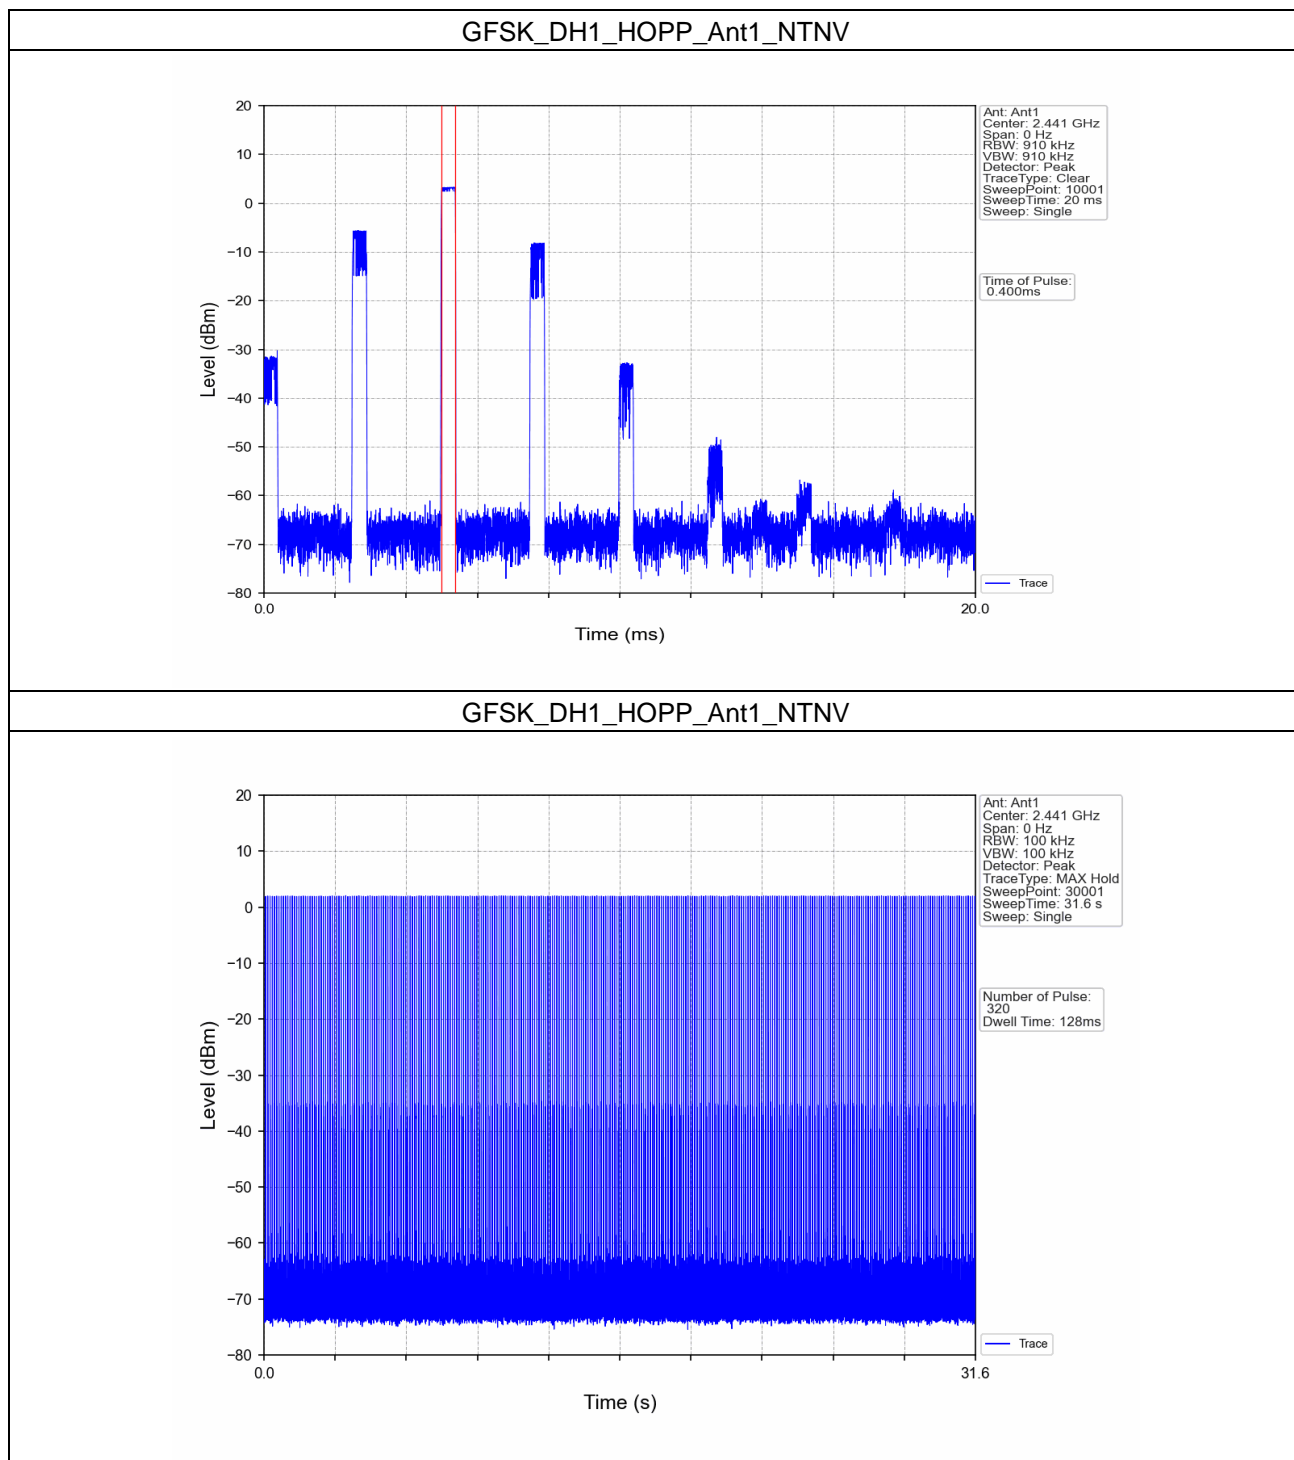 GFSK_DH1_HOPP_Ant1_NTNV
20
10
0
−10
−20
−30
−40
−50
−60
−70
−80
Level (dBm)
0.0
20.0
Time (ms)
Ant: Ant1
Center: 2.441 GHz
Span: 0 Hz
RBW: 910 kHz
VBW: 910 kHz
Detector: Peak
TraceType: Clear
SweepPoint: 10001
SweepTime: 20 ms
Sweep: Single
Time of Pulse:
0.400ms
Trace
GFSK_DH1_HOPP_Ant1_NTNV
20
10
0
−10
−20
−30
−40
−50
−60
−70
−80
Level (dBm)
0.0
31.6
Time (s)
Ant: Ant1
Center: 2.441 GHz
Span: 0 Hz
RBW: 100 kHz
VBW: 100 kHz
Detector: Peak
TraceType: MAX Hold
SweepPoint: 30001
SweepTime: 31.6 s
Sweep: Single
Number of Pulse:
320
Dwell Time: 128ms
Trace